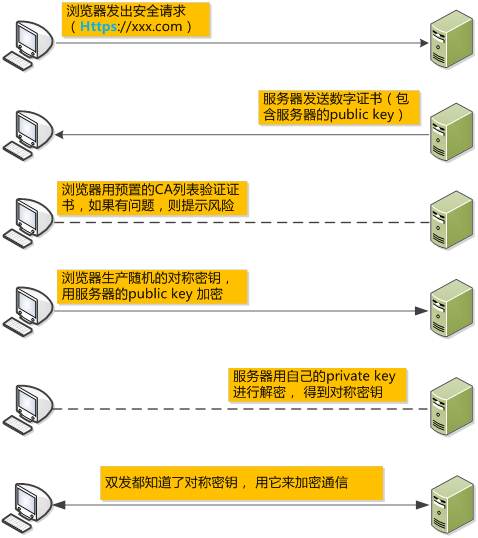 浏览器发出安全请求
（Https://xxx.com）
服务器发送数字证书（包
含服务器的public key）
浏览器用预置的CA列表验证证
书，如果有问题，则提示风险
浏览器生产随机的对称密钥，
用服务器的public key 加密
服务器用自己的private key
进行解密， 得到对称密钥
双发都知道了对称密钥， 用它来加密通信